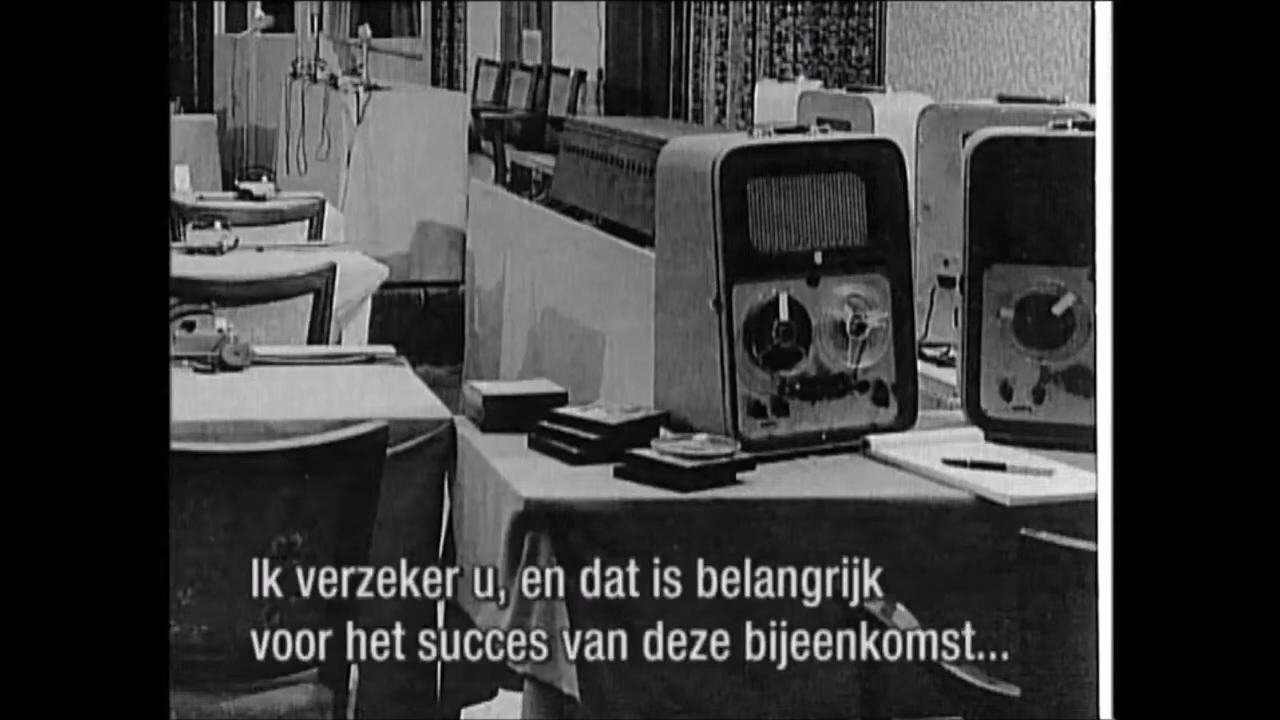 Ik verzeker u, en dat is belangrijk
voor het succes van deze bijeenkomst...